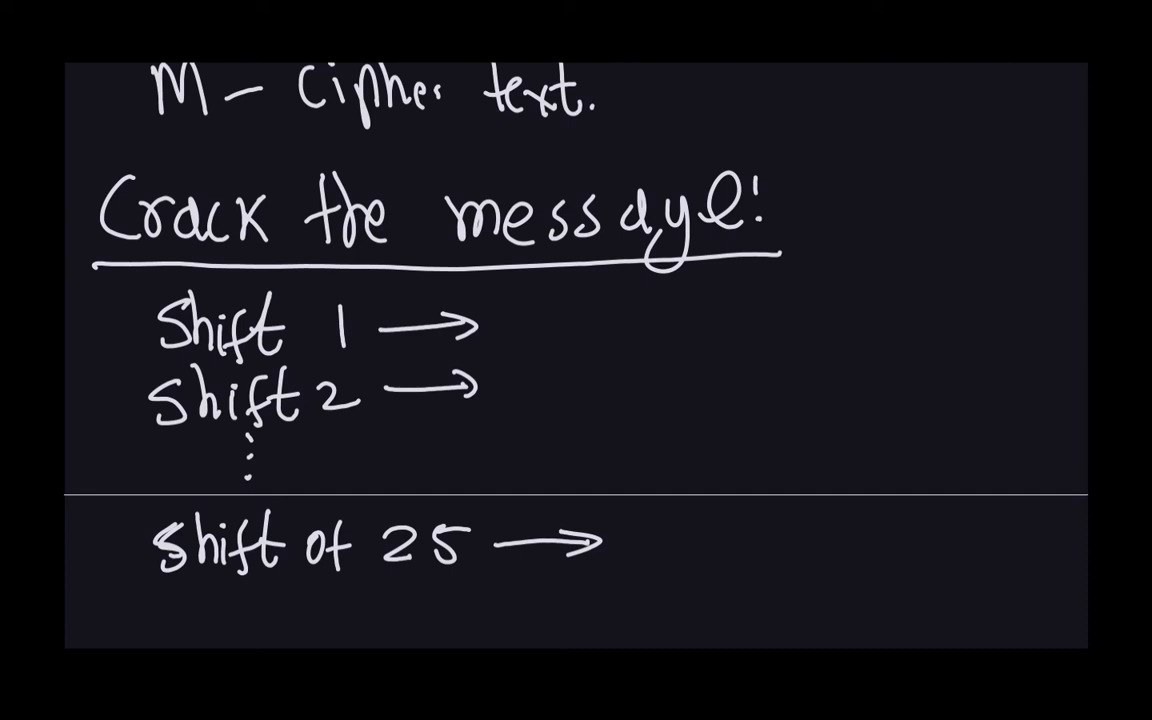 M - Cipher text.
Crack the message!
Shift 1 →
Shift 2 →
⋮
Shift of 25 →